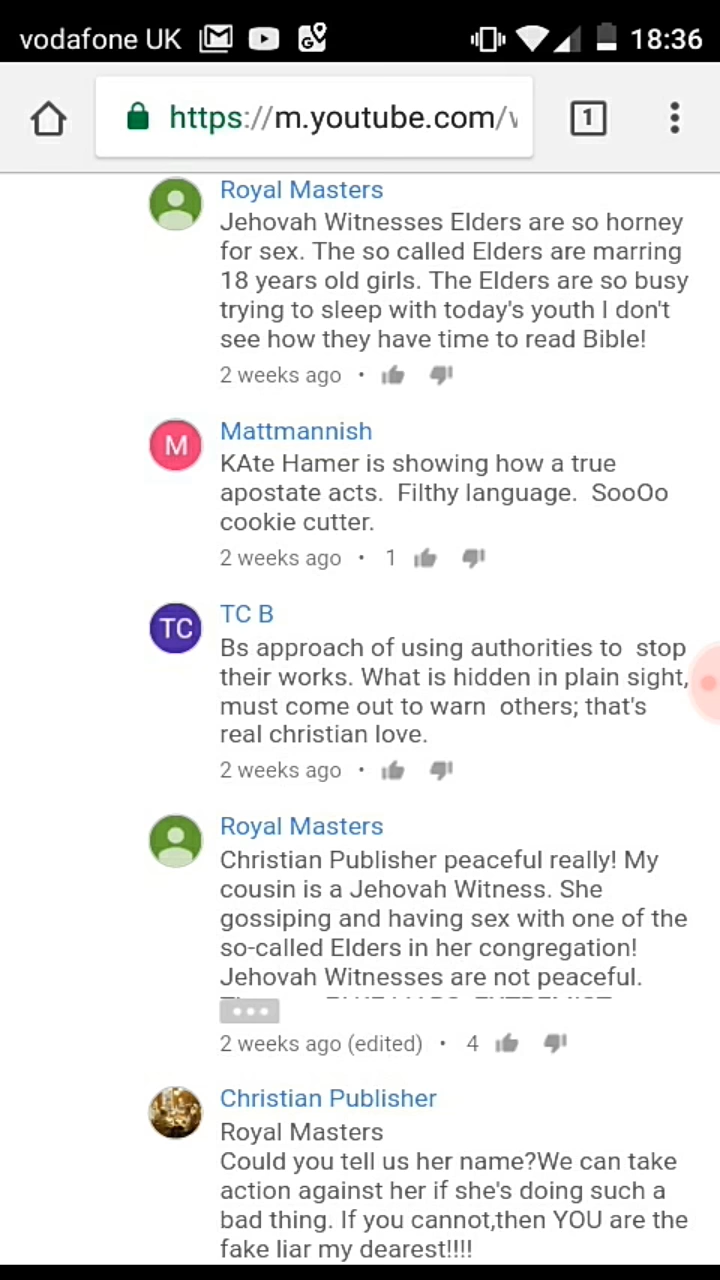 vodafone UK 18:36
https://m.youtube.com/v
1
Royal Masters
Jehovah Witnesses Elders are so horney
for sex. The so called Elders are marring
18 years old girls. The Elders are so busy
trying to sleep with today's youth I don't
see how they have time to read Bible!
2 weeks ago •
M
Mattmannish
KAte Hamer is showing how a true
apostate acts. Filthy language. SooOo
cookie cutter.
2 weeks ago • 1
TC
TC B
Bs approach of using authorities to stop
their works. What is hidden in plain sight,
must come out to warn others; that's
real christian love.
2 weeks ago •
Royal Masters
Christian Publisher peaceful really! My
cousin is a Jehovah Witness. She
gossiping and having sex with one of the
so-called Elders in her congregation!
Jehovah Witnesses are not peaceful.
2 weeks ago (edited) • 4
Christian Publisher
Royal Masters
Could you tell us her name?We can take
action against her if she's doing such a
bad thing. If you cannot,then YOU are the
fake liar my dearest!!!!